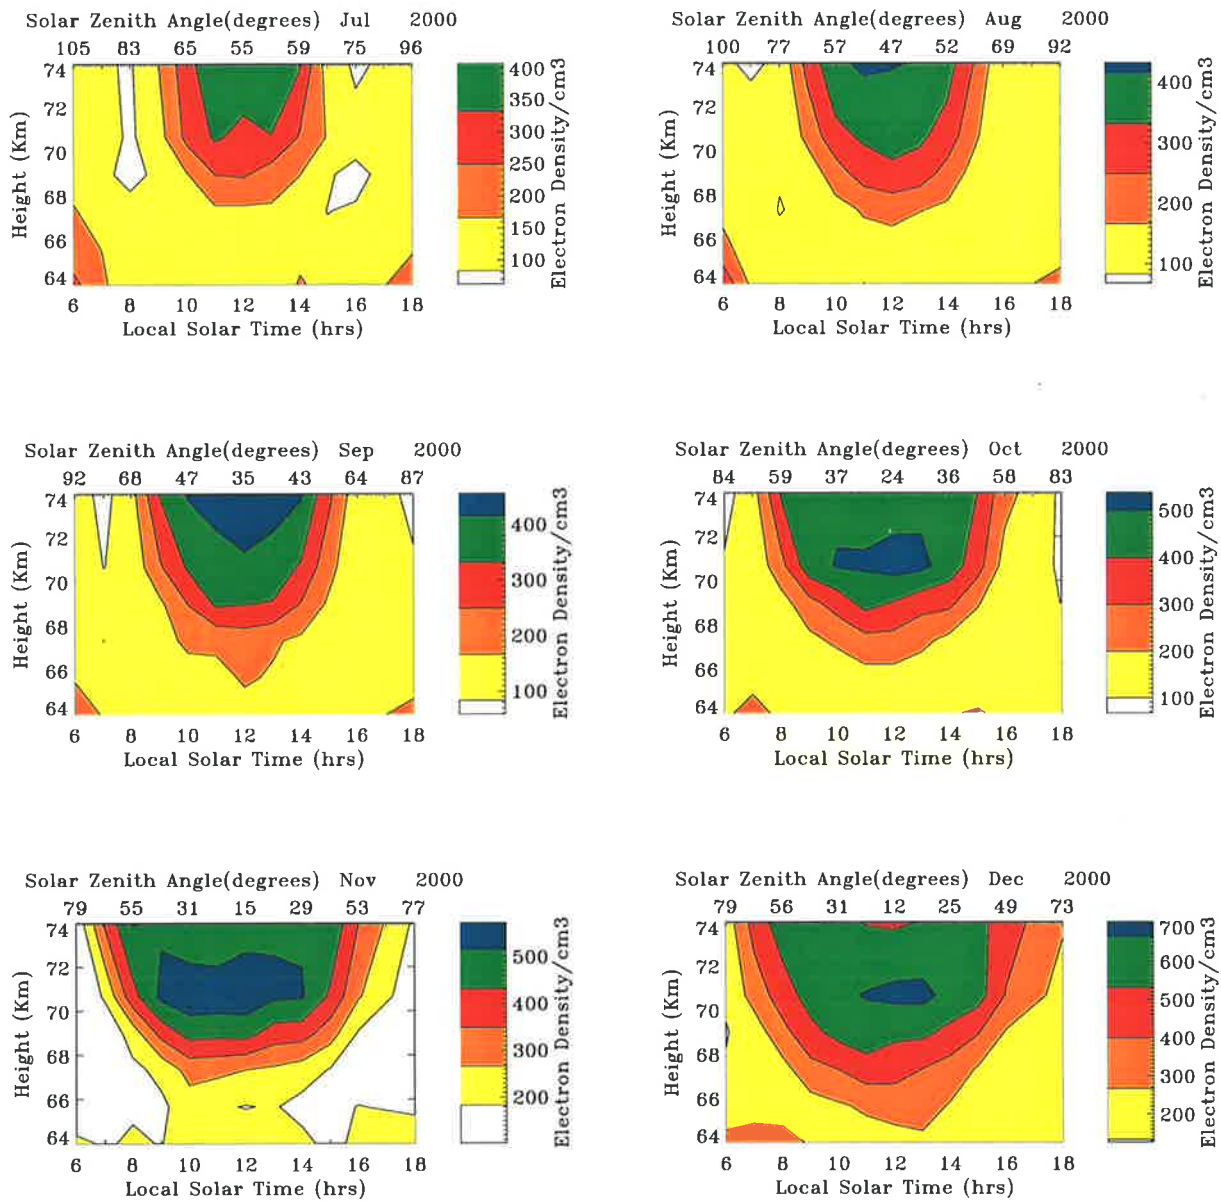 Solar Zenith Angle(degrees) Jul 2000
105 83 65 55 59 75 96
74
72
70
68
66
64
Height (Km)
6 8 10 12 14 16 18
Local Solar Time (hrs)
400
350
300
250
200
150
100
Electron Density/cm3
Solar Zenith Angle(degrees) Aug 2000
100 77 57 47 52 69 92
74
72
70
68
66
64
Height (Km)
6 8 10 12 14 16 18
Local Solar Time (hrs)
400
300
200
100
Electron Density/cm3
Solar Zenith Angle(degrees) Sep 2000
92 68 47 35 43 64 87
74
72
70
68
66
64
Height (Km)
6 8 10 12 14 16 18
Local Solar Time (hrs)
400
300
200
100
Electron Density/cm3
Solar Zenith Angle(degrees) Oct 2000
84 59 37 24 36 58 83
74
72
70
68
66
64
Height (Km)
6 8 10 12 14 16 18
Local Solar Time (hrs)
500
400
300
200
100
Electron Density/cm3
Solar Zenith Angle(degrees) Nov 2000
79 55 31 15 29 53 77
74
72
70
68
66
64
Height (Km)
6 8 10 12 14 16 18
Local Solar Time (hrs)
500
400
300
200
Electron Density/cm3
Solar Zenith Angle(degrees) Dec 2000
79 56 31 12 25 49 73
74
72
70
68
66
64
Height (Km)
6 8 10 12 14 16 18
Local Solar Time (hrs)
700
600
500
400
300
200
Electron Density/cm3